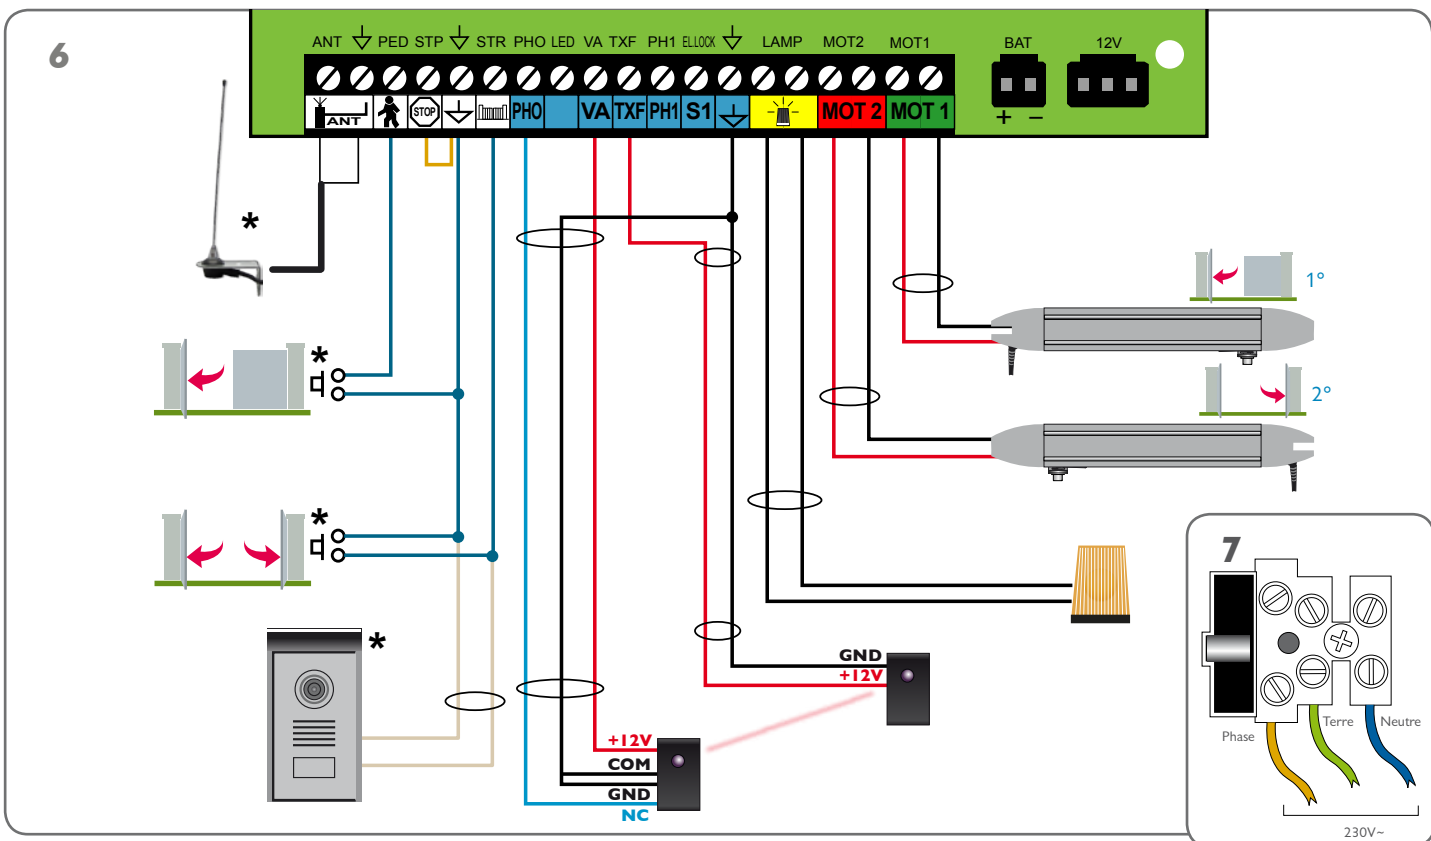 6
ANT PED STP STR PHO LED VA TXF PH1 EL.LOCK LAMP MOT2 MOT1 BAT 12V
ANT STOP PHO VA TXF PH1 S1 MOT 2 MOT 1
+ −
*
1°
*
2°
*
*
GND
+12V
+12V
COM
GND
NC
7
Phase
Terre
Neutre
230V~